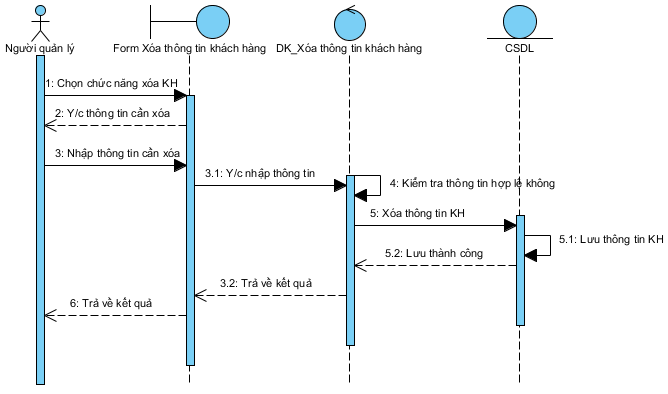 Người quản lý
Form Xóa thông tin khách hàng
DK_Xóa thông tin khách hàng
CSDL
1: Chọn chức năng xóa KH
2: Y/c thông tin cần xóa
3: Nhập thông tin cần xóa
3.1: Y/c nhập thông tin
4: Kiểm tra thông tin hợp lệ không
5: Xóa thông tin KH
5.1: Lưu thông tin KH
5.2: Lưu thành công
3.2: Trả về kết quả
6: Trả về kết quả